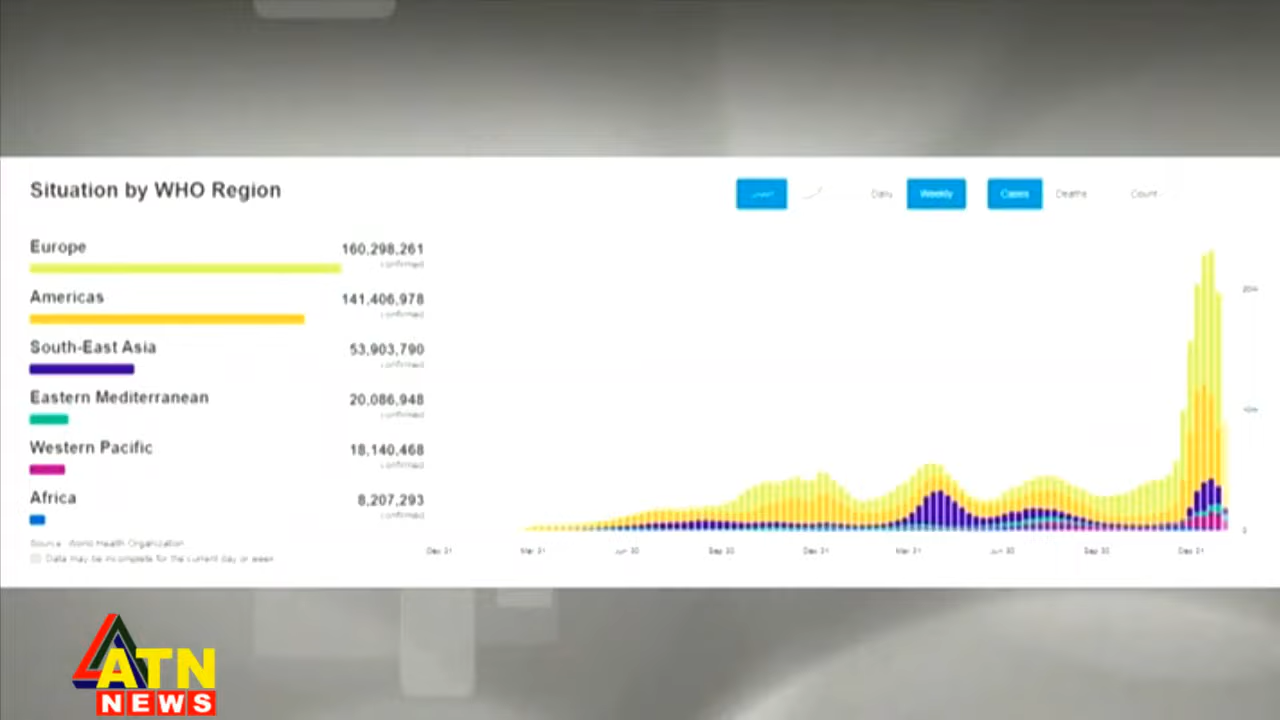 Situation by WHO Region
Daily
Weekly
Cases
Deaths
Count
Europe
160,298,261
confirmed
Americas
141,406,978
confirmed
South-East Asia
53,903,790
confirmed
Eastern Mediterranean
20,086,948
confirmed
Western Pacific
18,140,468
confirmed
Africa
8,207,293
confirmed
Source: World Health Organization
Data may be incomplete for the current day or week
Dec 31
Mar 31
Jun 30
Sep 30
Dec 31
Mar 31
Jun 30
Sep 30
Dec 31
0
ATN
NEWS